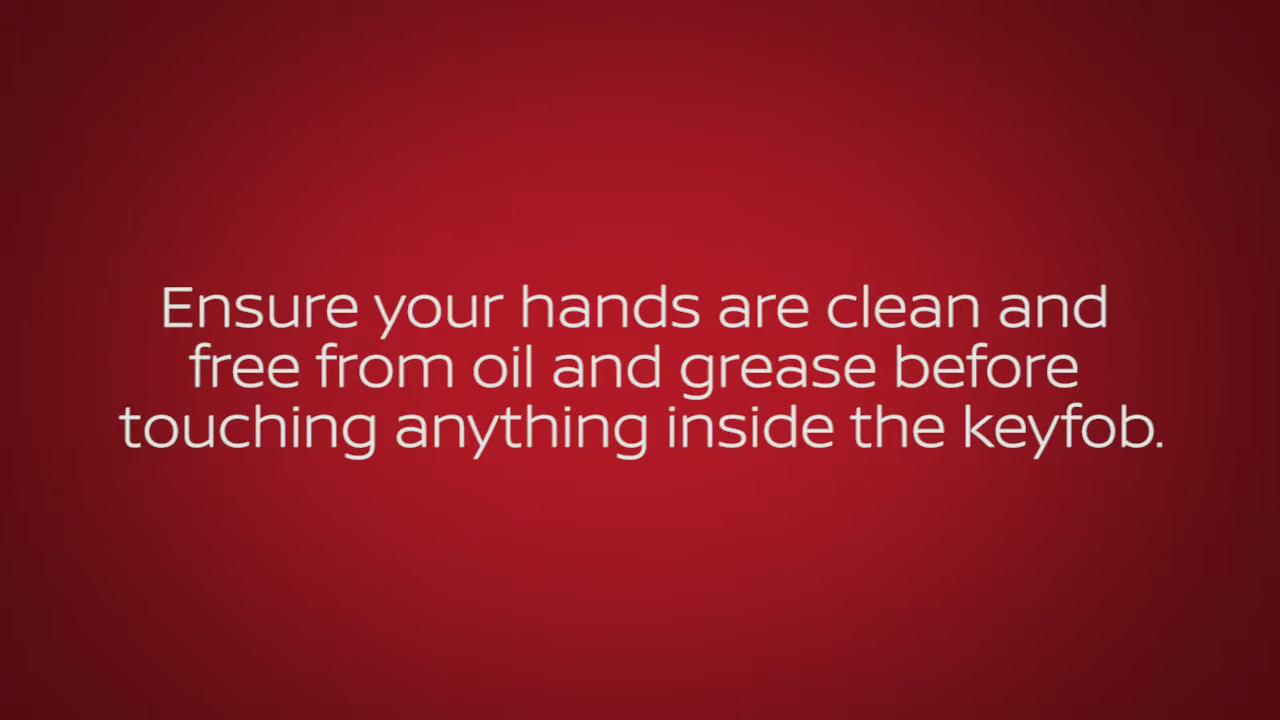 Ensure your hands are clean and
free from oil and grease before
touching anything inside the keyfob.